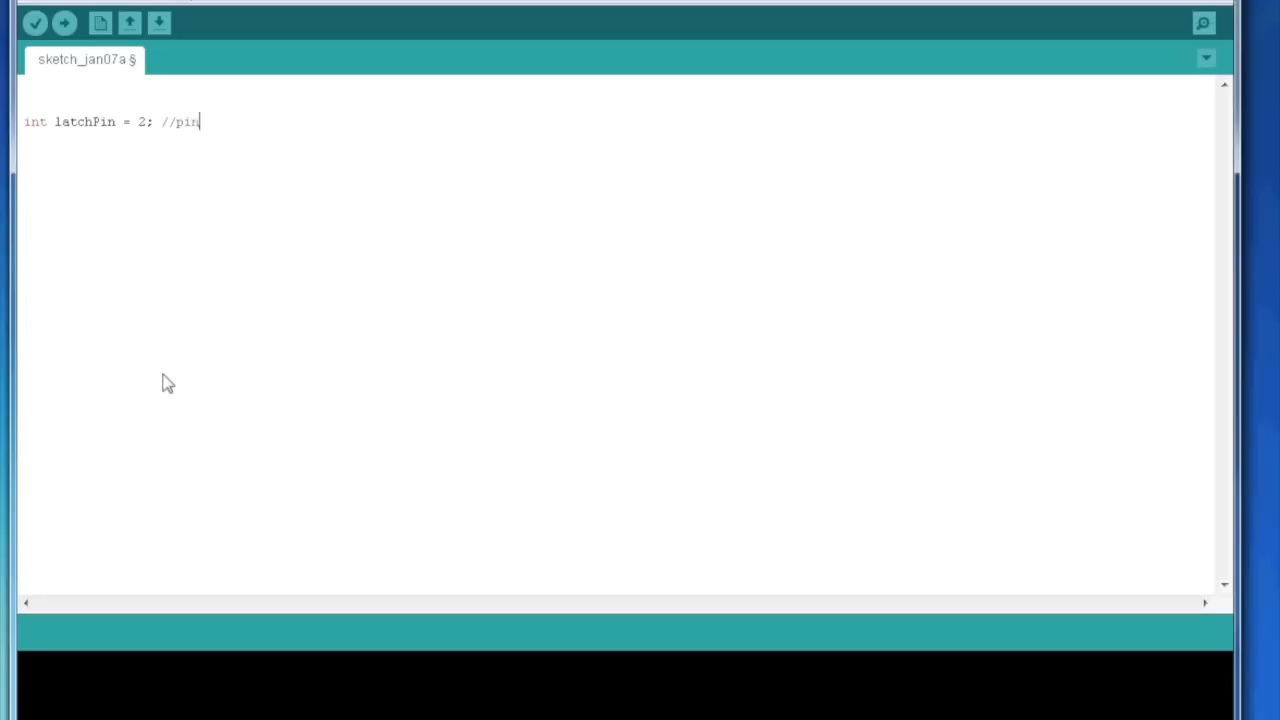 sketch_jan07a §
int latchPin = 2; //pin